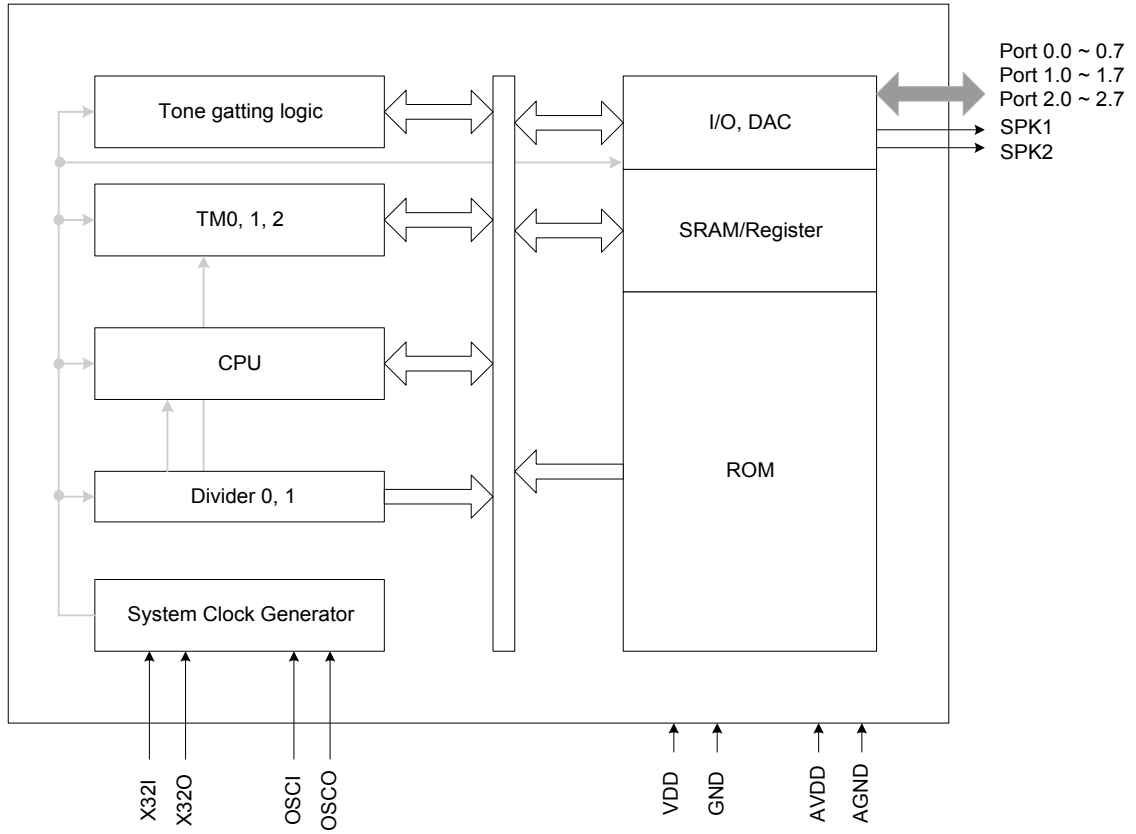 Port 0.0 ~ 0.7
Port 1.0 ~ 1.7
Port 2.0 ~ 2.7
SPK1
SPK2
Tone gatting logic
I/O, DAC
TM0, 1, 2
SRAM/Register
CPU
ROM
Divider 0, 1
System Clock Generator
X32I
X32O
OSCI
OSCO
VDD
GND
AVDD
AGND